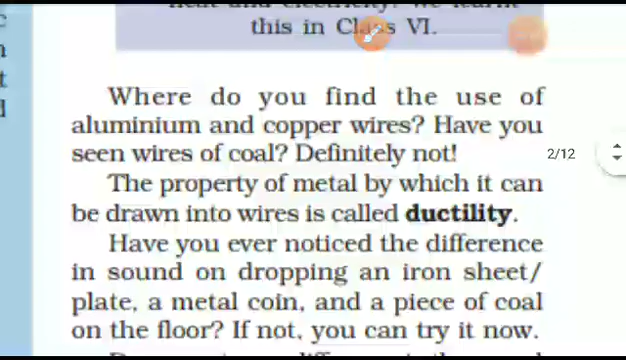 this in Class VI.
Where do you find the use of
aluminium and copper wires? Have you
seen wires of coal? Definitely not!
2/12
The property of metal by which it can
be drawn into wires is called ductility.
Have you ever noticed the difference
in sound on dropping an iron sheet/
plate, a metal coin, and a piece of coal
on the floor? If not, you can try it now.